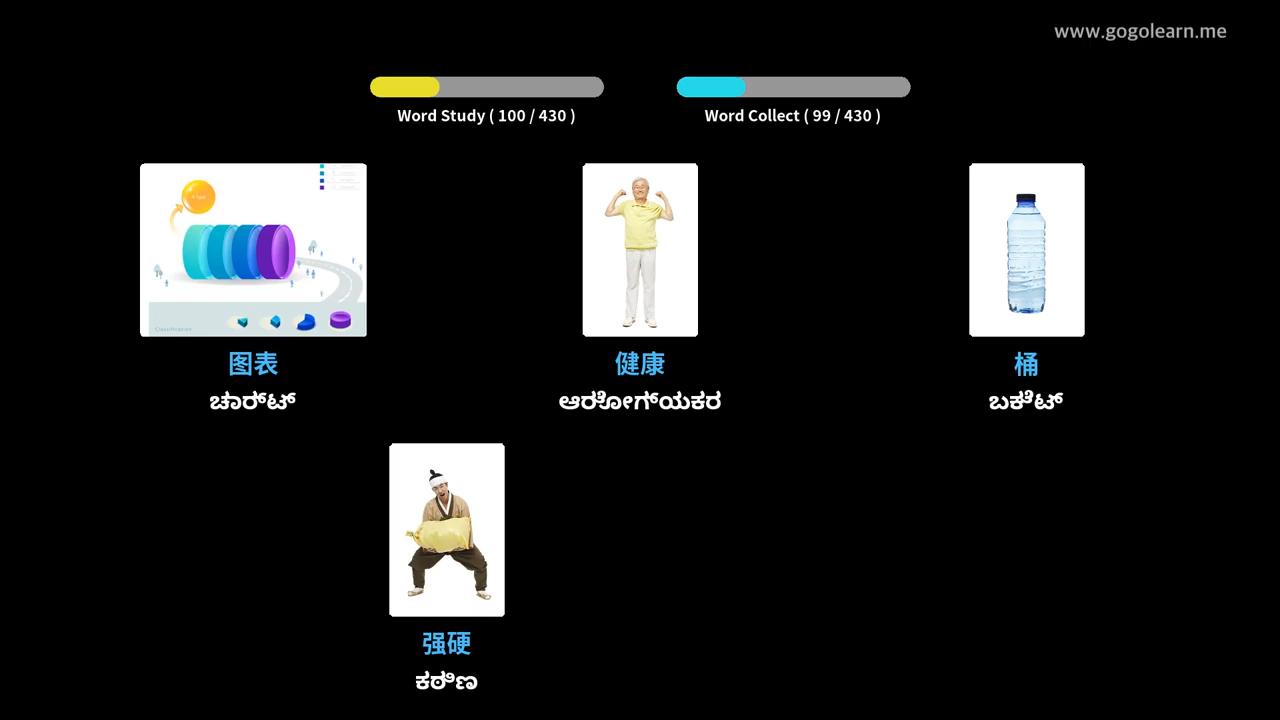 www.gogolearn.me
Word Study ( 100 / 430 )
Word Collect ( 99 / 430 )
Classification
图表
健康
桶
ಚಾರ್ಟ್
ಆರೋಗ್ಯಕರ
ಬಕೆಟ್
强硬
ಕಠಿಣ